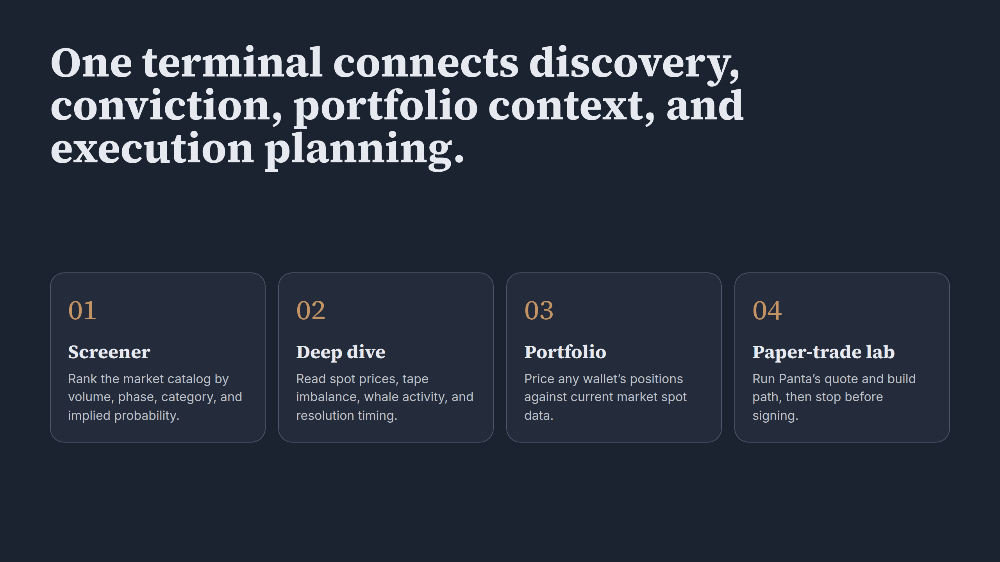 One terminal connects discovery,
conviction, portfolio context, and
execution planning.
01
Screener
Rank the market catalog by
volume, phase, category, and
implied probability.
02
Deep dive
Read spot prices, tape
imbalance, whale activity, and
resolution timing.
03
Portfolio
Price any wallet’s positions
against current market spot
data.
04
Paper-trade lab
Run Panta’s quote and build
path, then stop before
signing.